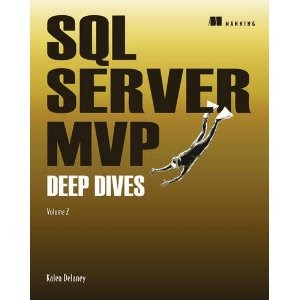 MANNING
SQL
SERVER
MVP
DEEP DIVES
Volume 2
Kalen Delaney